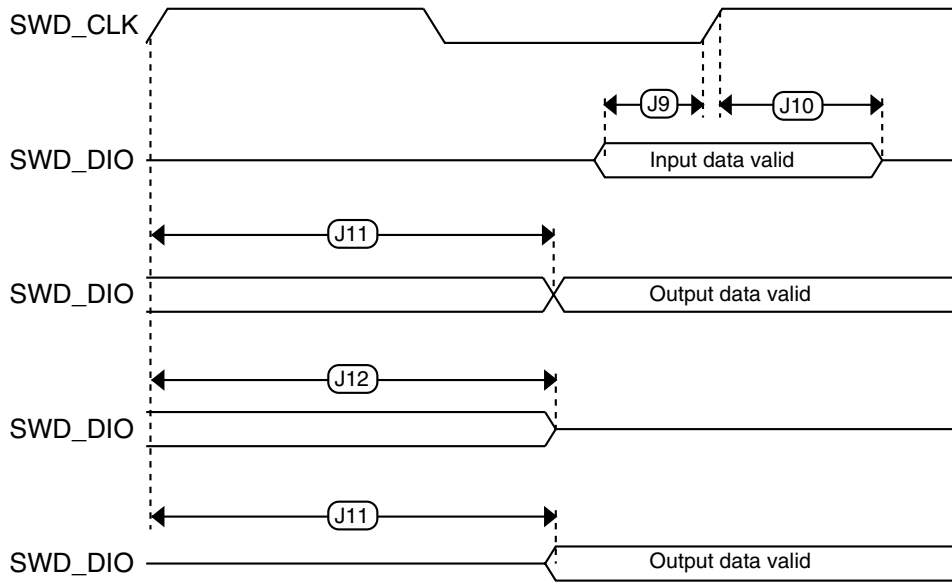 SWD_CLK
J9
J10
SWD_DIO
Input data valid
J11
SWD_DIO
Output data valid
J12
SWD_DIO
J11
SWD_DIO
Output data valid